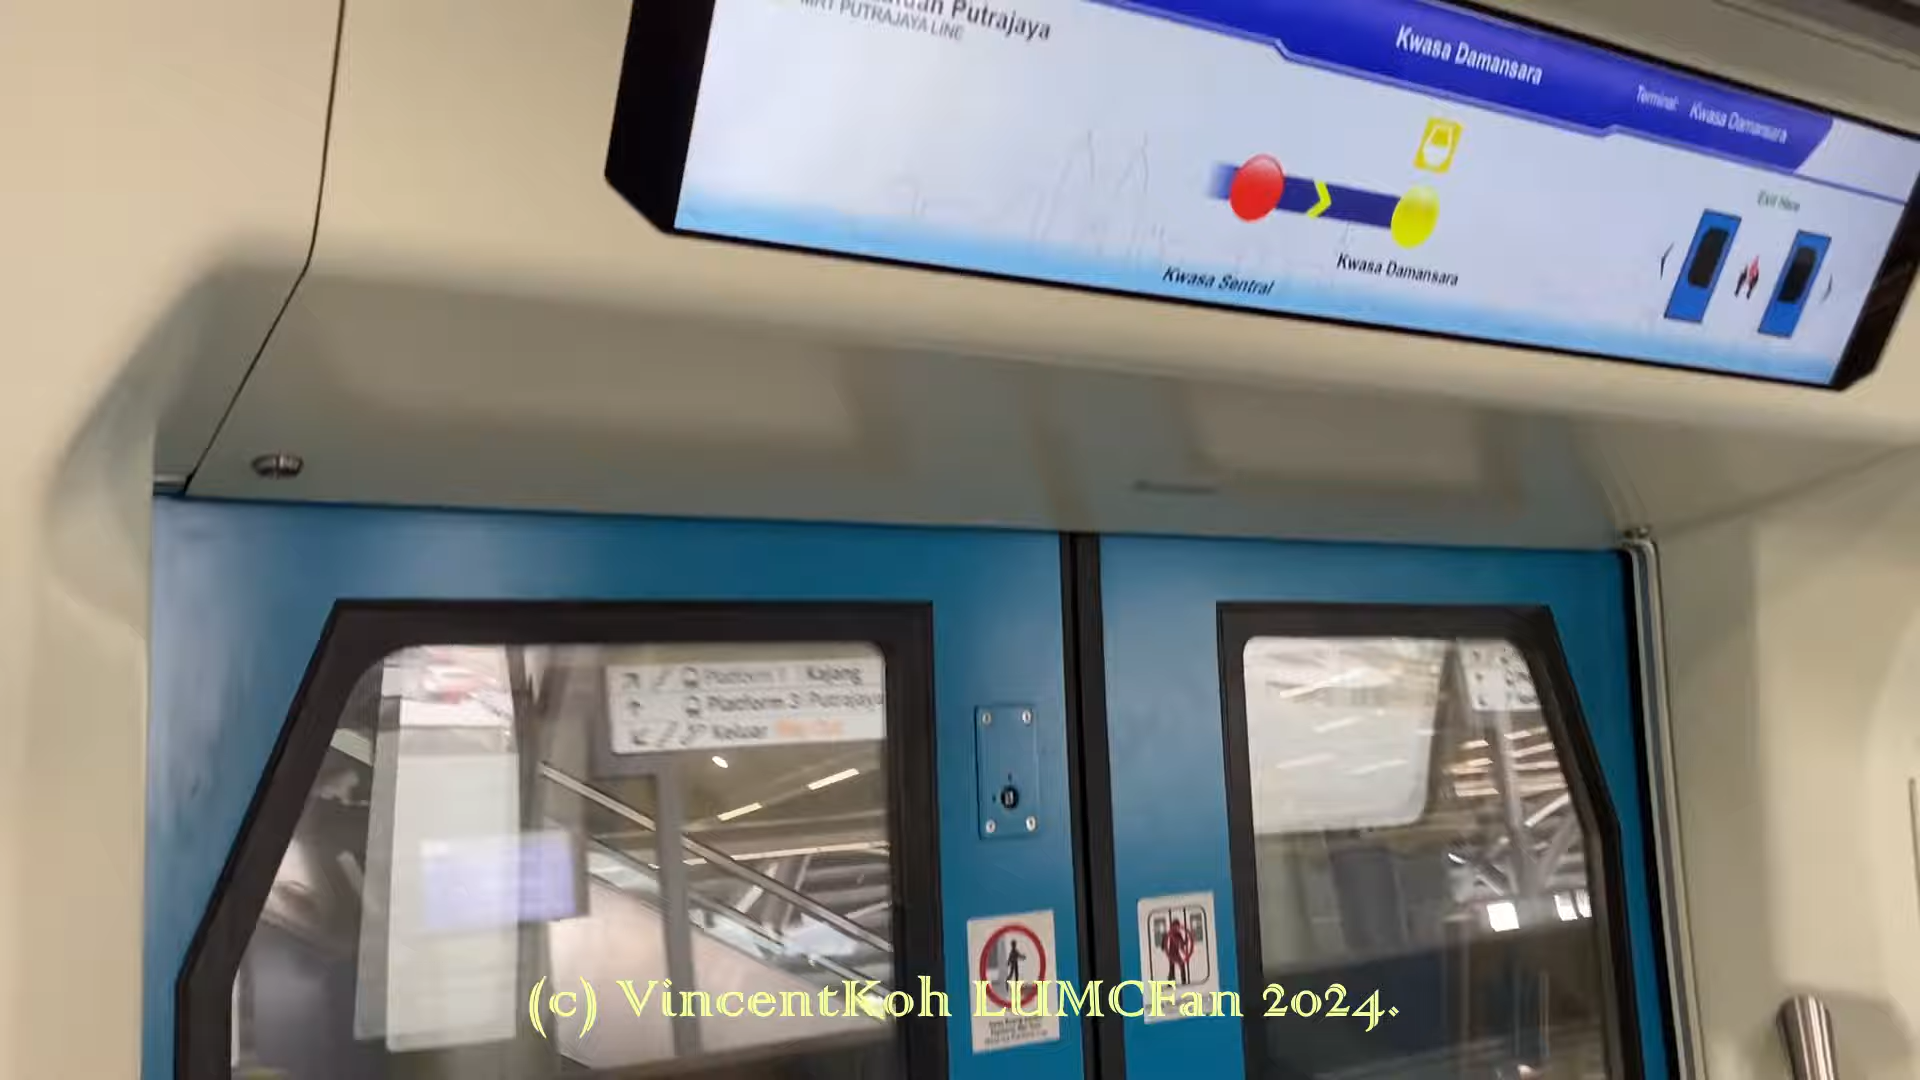 Putrajaya
MRT PUTRAJAYA LINE
Kwasa Damansara
Terminal: Kwasa Damansara
Exit Here
Kwasa Sentral
Kwasa Damansara
Platform 1 Kajang
Platform 3 Putrajaya
Keluar
(c) VincentKoh LUMCFan 2024.